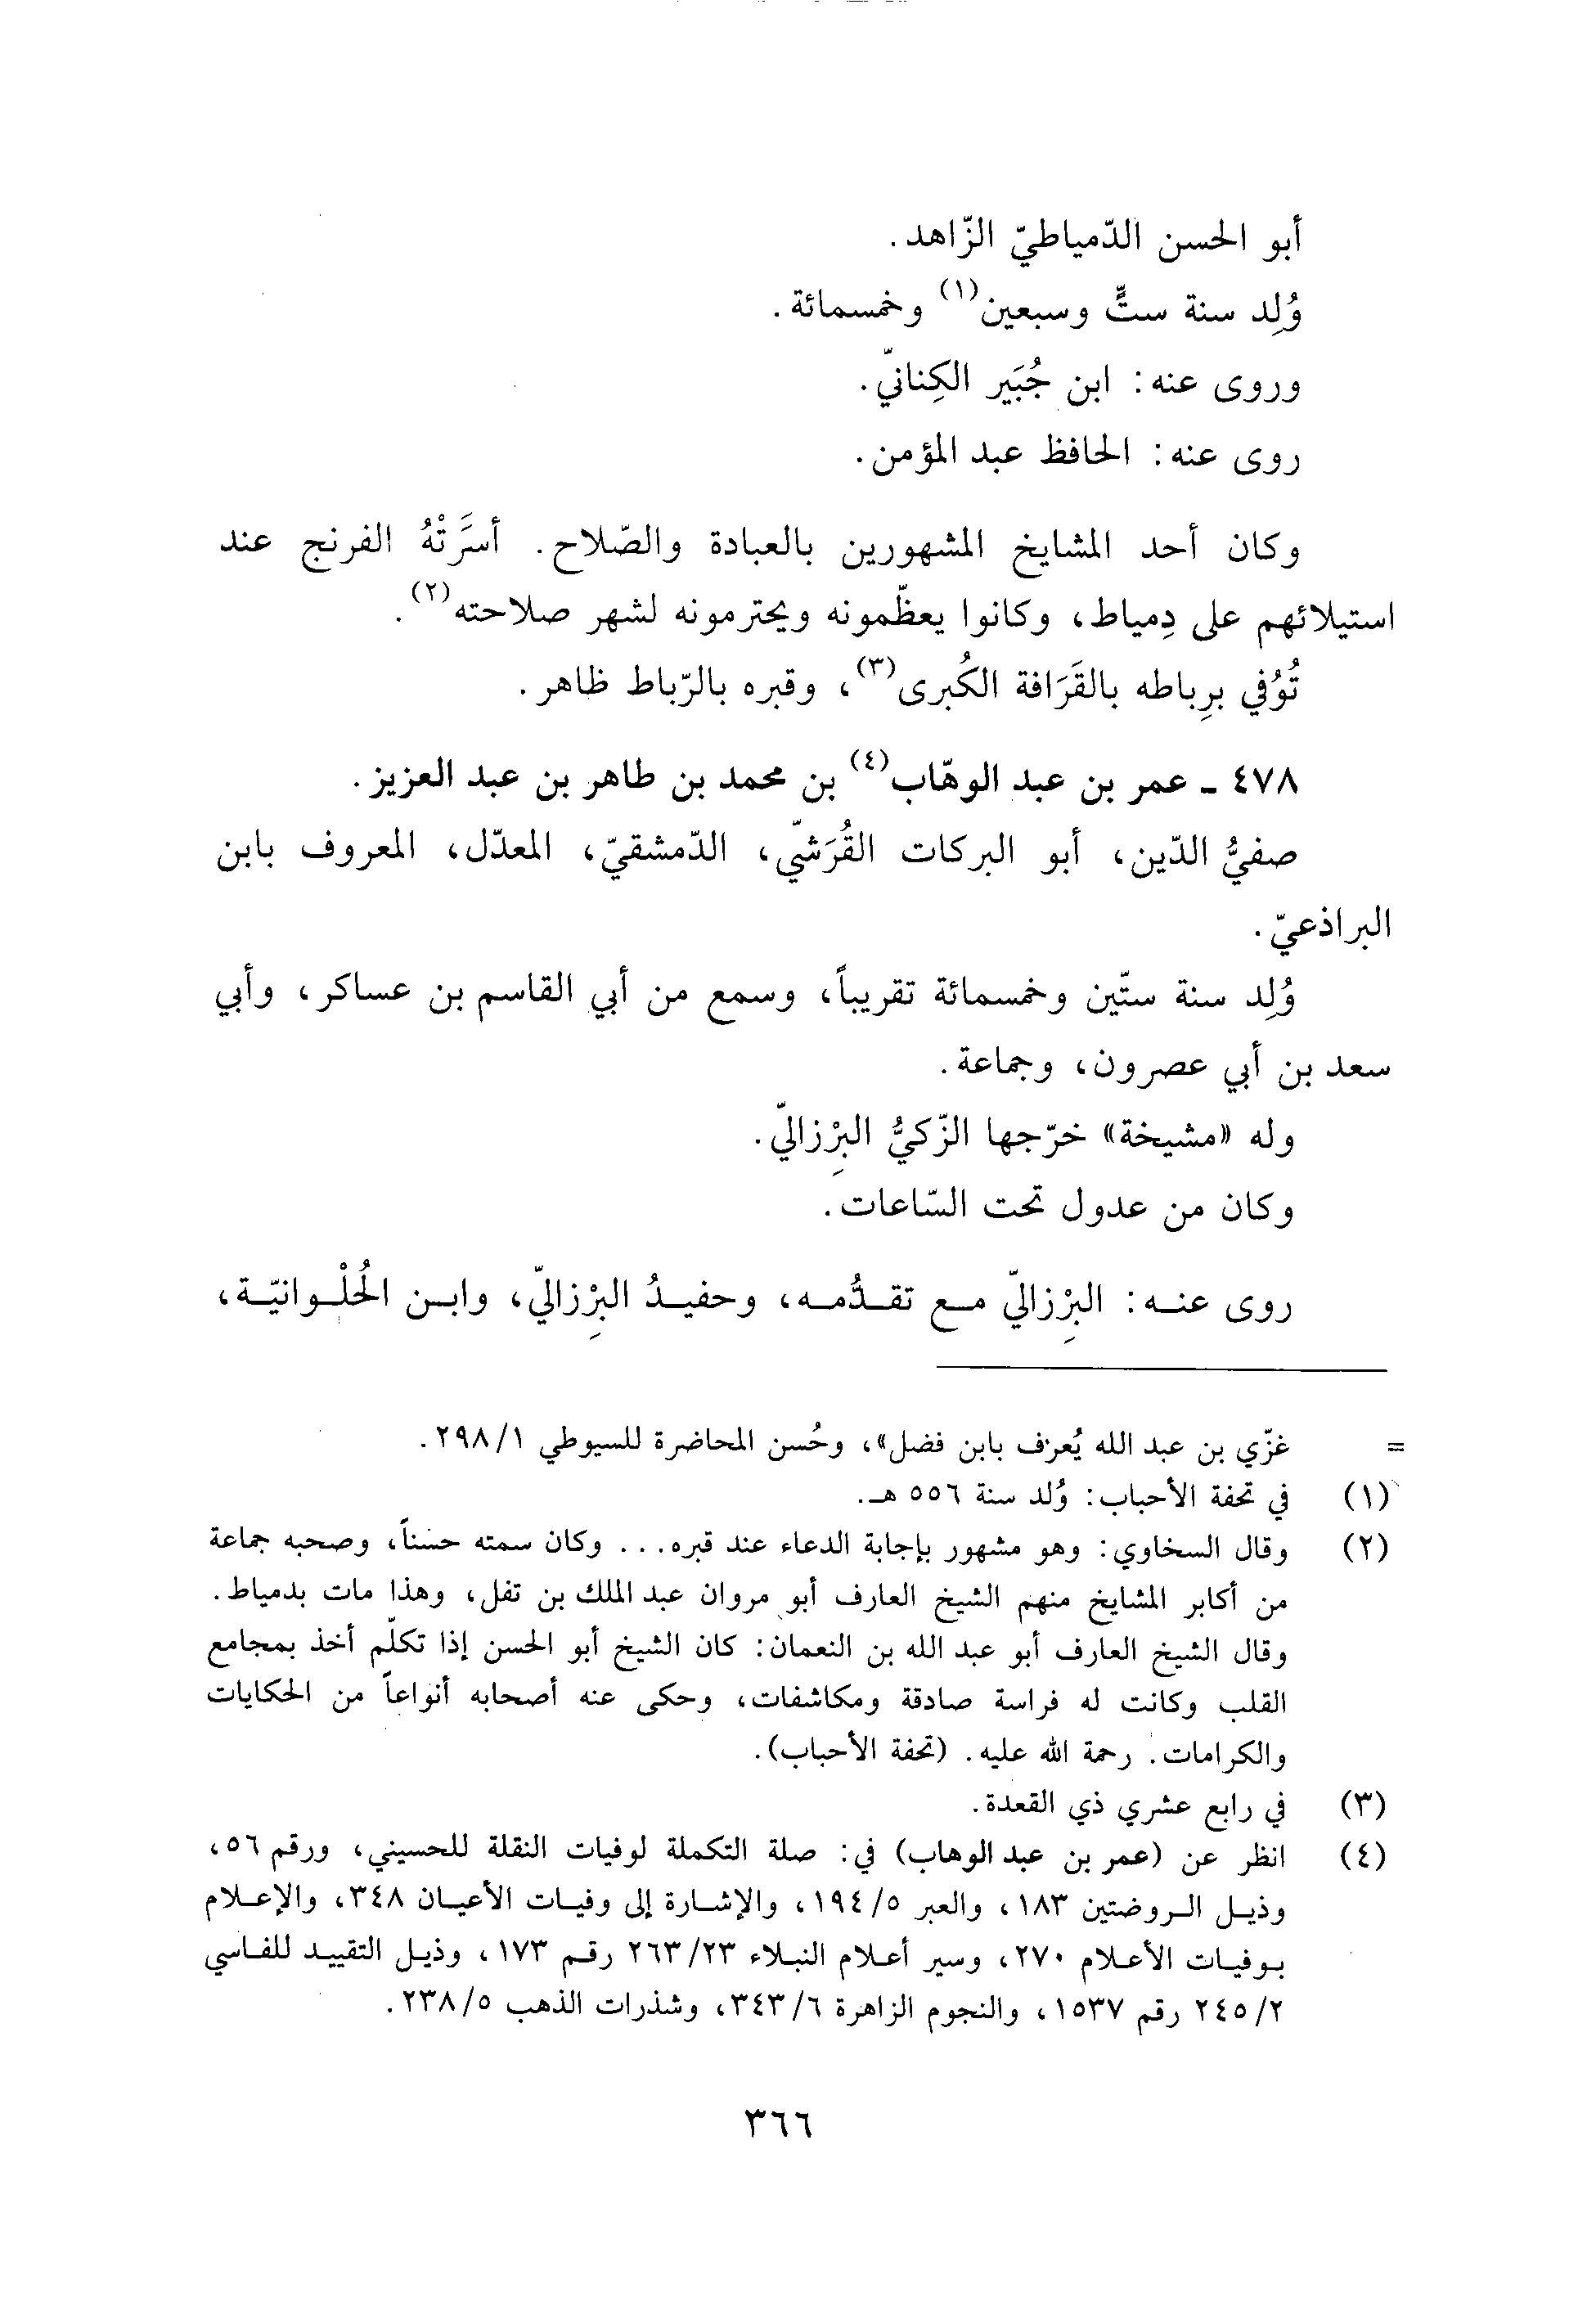 أبو الحسن الدّمياطيّ الزّاهد.
وُلِد سنة ستٍّ وسبعين(١) وخمسمائة.
وروى عنه: ابن جُبَير الكِنانيّ.
روى عنه: الحافظ عبد المؤمن.
وكان أحد المشايخ المشهورين بالعبادة والصّلاح. أسَرَتْهُ الفرنج عند
استيلائهم على دِمياط، وكانوا يعظّمونه ويحترمونه لشهر صلاحته(٢).
تُوُفي برِباطه بالقَرَافة الكُبرى(٣)، وقبره بالرّباط ظاهر.
٤٧٨ ـ عمر بن عبد الوهّاب(٤) بن محمد بن طاهر بن عبد العزيز.
صفيُّ الدّين، أبو البركات القُرَشيّ، الدّمشقيّ، المعدّل، المعروف بابن
البراذعيّ.
وُلِد سنة ستّين وخمسمائة تقريباً، وسمع من أبي القاسم بن عساكر، وأبي
سعد بن أبي عصرون، وجماعة.
وله «مشيخة» خرّجها الزّكيُّ البِرْزاليّ.
وكان من عدول تحت السّاعات.
روى عنه: البِرْزاليّ مع تقدُّمه، وحفيدُ البِرْزاليّ، وابن الحُلْوانيّة،
= غزّي بن عبد الله يُعرف بابن فضل»، وحُسن المحاضرة للسيوطي ٢٩٨/١.
(١) في تحفة الأحباب: وُلد سنة ٥٥٦ هـ.
(٢) وقال السخاوي: وهو مشهور بإجابة الدعاء عند قبره... وكان سمته حسناً، وصحبه جماعة
من أكابر المشايخ منهم الشيخ العارف أبو مروان عبد الملك بن تفل، وهذا مات بدمياط.
وقال الشيخ العارف أبو عبد الله بن النعمان: كان الشيخ أبو الحسن إذا تكلّم أخذ بمجامع
القلب وكانت له فراسة صادقة ومكاشفات، وحكى عنه أصحابه أنواعاً من الحكايات
والكرامات. رحمة الله عليه. (تحفة الأحباب).
(٣) في رابع عشري ذي القعدة.
(٤) انظر عن (عمر بن عبد الوهاب) في: صلة التكملة لوفيات النقلة للحسيني، ورقم ٥٦،
وذيل الروضتين ١٨٣، والعبر ١٩٤/٥، والإشارة إلى وفيات الأعيان ٣٤٨، والإعلام
بوفيات الأعلام ٢٧٠، وسير أعلام النبلاء ٢٦٣/٢٣ رقم ١٧٣، وذيل التقييد للفاسي
٢٤٥/٢ رقم ١٥٣٧، والنجوم الزاهرة ٣٤٣/٦، وشذرات الذهب ٢٣٨/٥.
٣٦٦